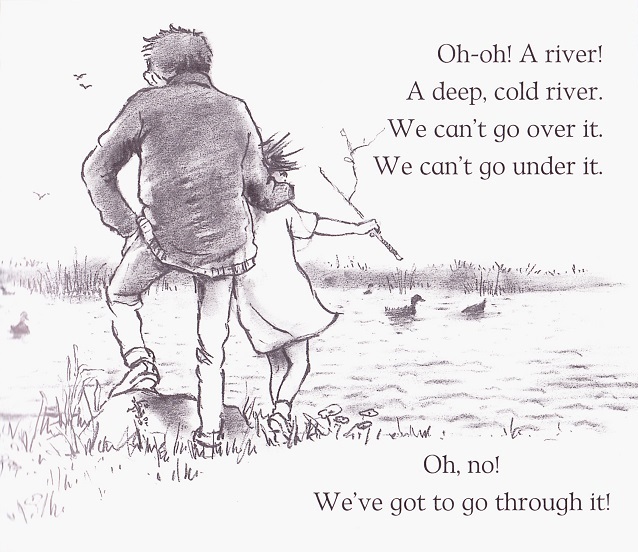 Oh-oh! A river!
A deep, cold river.
We can't go over it.
We can't go under it.
Oh, no!
We've got to go through it!